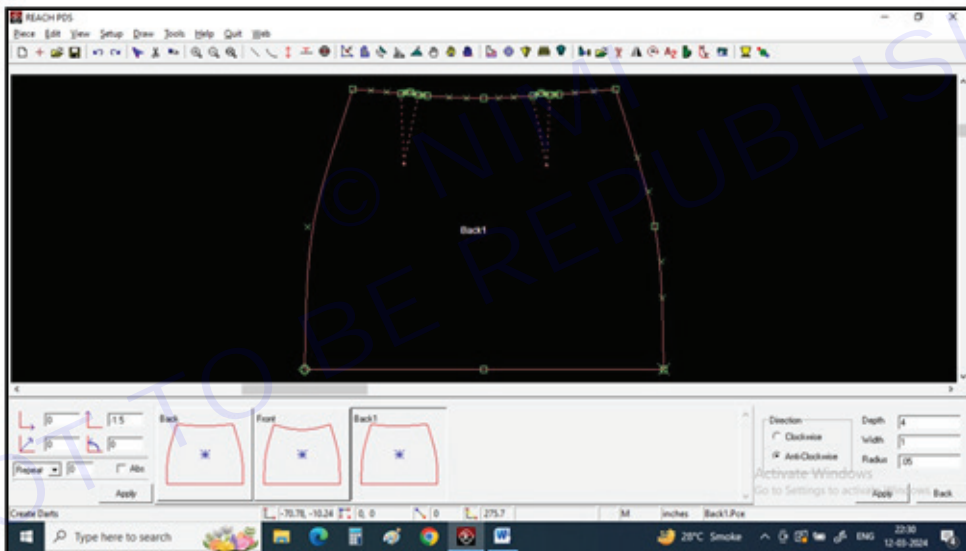 REACH PDS
Piece Edit View Setup Draw Tools Help Quit Web
© NIMI
NOT TO BE REPUBLISHED
Back1
0 -1.5
0 0
Repeat 0 Abs
Apply
Back Front Back1
Direction
Clockwise
Anti-Clockwise
Depth 4
Width 1
Radius .05
Activate Windows
Go to Settings to activate Windows.
Apply Back
Create Darts -70.78, -10.24 0, 0 0 275.7 M inches Back1.Pce
Type here to search 28°C Smoke ENG 22:30
12-03-2024